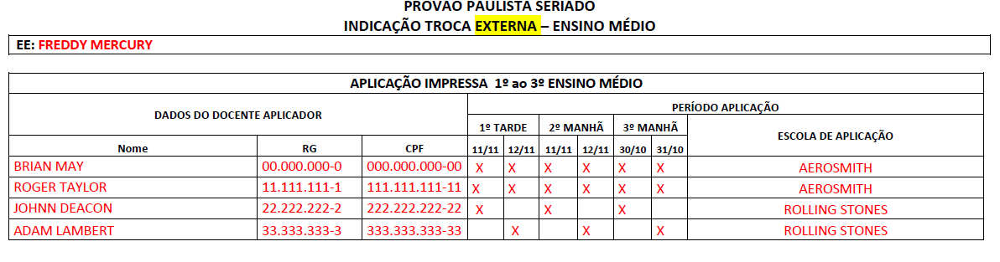 PROVÃO PAULISTA SERIADO
INDICAÇÃO TROCA EXTERNA – ENSINO MÉDIO
EE: FREDDY MERCURY
APLICAÇÃO IMPRESSA 1º ao 3º ENSINO MÉDIO
DADOS DO DOCENTE APLICADOR PERÍODO APLICAÇÃO
1º TARDE 2º MANHÃ 3º MANHÃ ESCOLA DE APLICAÇÃO
Nome RG CPF 11/11 12/11 11/11 12/11 30/10 31/10
BRIAN MAY 00.000.000-0 000.000.000-00 X X X X X X AEROSMITH
ROGER TAYLOR 11.111.111-1 111.111.111-11 X X X X X X AEROSMITH
JOHNN DEACON 22.222.222-2 222.222.222-22 X X X ROLLING STONES
ADAM LAMBERT 33.333.333-3 333.333.333-33 X X X ROLLING STONES